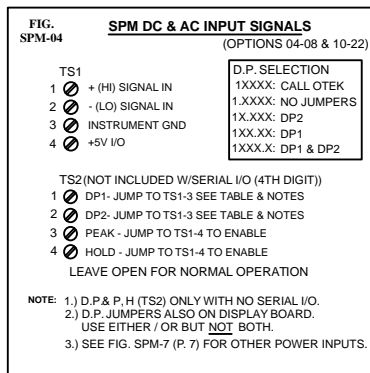 FIG.
SPM-04
SPM DC & AC INPUT SIGNALS
(OPTIONS 04-08 & 10-22)
TS1
1 + (HI) SIGNAL IN
2 - (LO) SIGNAL IN
3 INSTRUMENT GND
4 +5V I/O
D.P. SELECTION
1XXXX: CALL OTEK
1.XXXX: NO JUMPERS
1X.XXX: DP2
1XX.XX: DP1
1XXX.X: DP1 & DP2
TS2 (NOT INCLUDED W/SERIAL I/O (4TH DIGIT))
1 DP1- JUMP TO TS1-3 SEE TABLE & NOTES
2 DP2- JUMP TO TS1-3 SEE TABLE & NOTES
3 PEAK - JUMP TO TS1-4 TO ENABLE
4 HOLD - JUMP TO TS1-4 TO ENABLE
LEAVE OPEN FOR NORMAL OPERATION
NOTE: 1.) D.P.& P, H (TS2) ONLY WITH NO SERIAL I/O.
2.) D.P. JUMPERS ALSO ON DISPLAY BOARD.
USE EITHER / OR BUT NOT BOTH.
3.) SEE FIG. SPM-7 (P. 7) FOR OTHER POWER INPUTS.